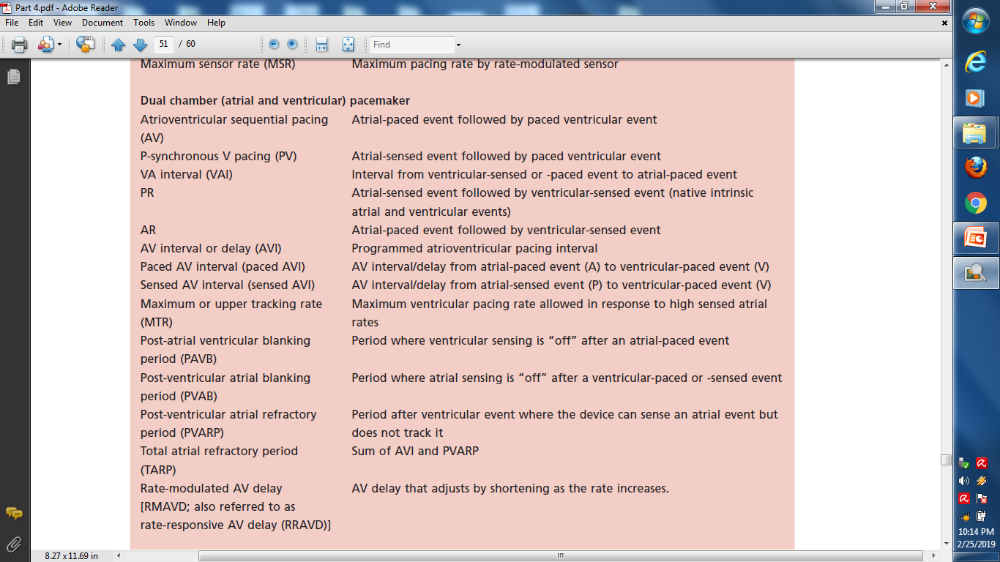 Part 4.pdf - Adobe Reader
File Edit View Document Tools Window Help
51 / 60 Find
Maximum sensor rate (MSR) Maximum pacing rate by rate-modulated sensor
Dual chamber (atrial and ventricular) pacemaker
Atrioventricular sequential pacing Atrial-paced event followed by paced ventricular event
(AV)
P-synchronous V pacing (PV) Atrial-sensed event followed by paced ventricular event
VA interval (VAI) Interval from ventricular-sensed or -paced event to atrial-paced event
PR Atrial-sensed event followed by ventricular-sensed event (native intrinsic
atrial and ventricular events)
AR Atrial-paced event followed by ventricular-sensed event
AV interval or delay (AVI) Programmed atrioventricular pacing interval
Paced AV interval (paced AVI) AV interval/delay from atrial-paced event (A) to ventricular-paced event (V)
Sensed AV interval (sensed AVI) AV interval/delay from atrial-sensed event (P) to ventricular-paced event (V)
Maximum or upper tracking rate Maximum ventricular pacing rate allowed in response to high sensed atrial
(MTR) rates
Post-atrial ventricular blanking Period where ventricular sensing is “off” after an atrial-paced event
period (PAVB)
Post-ventricular atrial blanking Period where atrial sensing is “off” after a ventricular-paced or -sensed event
period (PVAB)
Post-ventricular atrial refractory Period after ventricular event where the device can sense an atrial event but
period (PVARP) does not track it
Total atrial refractory period Sum of AVI and PVARP
(TARP)
Rate-modulated AV delay AV delay that adjusts by shortening as the rate increases.
[RMAVD; also referred to as
rate-responsive AV delay (RRAVD)]
8.27 x 11.69 in
10:14 PM
2/25/2019